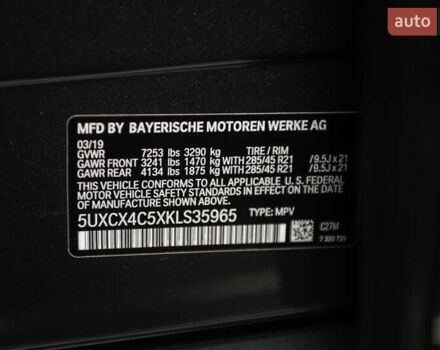 auto
MFD BY BAYERISCHE MOTOREN WERKE AG
03/19
GVWR 7253 lbs 3290 kg TIRE / RIM
GAWR FRONT 3241 lbs 1470 kg WITH 285/45 R21 /9.5J x 21
GAWR REAR 4134 lbs 1875 kg WITH 285/45 R21 /9.5J x 21
THIS VEHICLE CONFORMS TO ALL APPLICABLE U.S. FEDERAL
MOTOR VEHICLE SAFETY STANDARDS IN EFFECT ON THE DATE OF
MANUFACTURE SHOWN ABOVE.
5UXCX4C5XKLS35965 TYPE: MPV
C27M